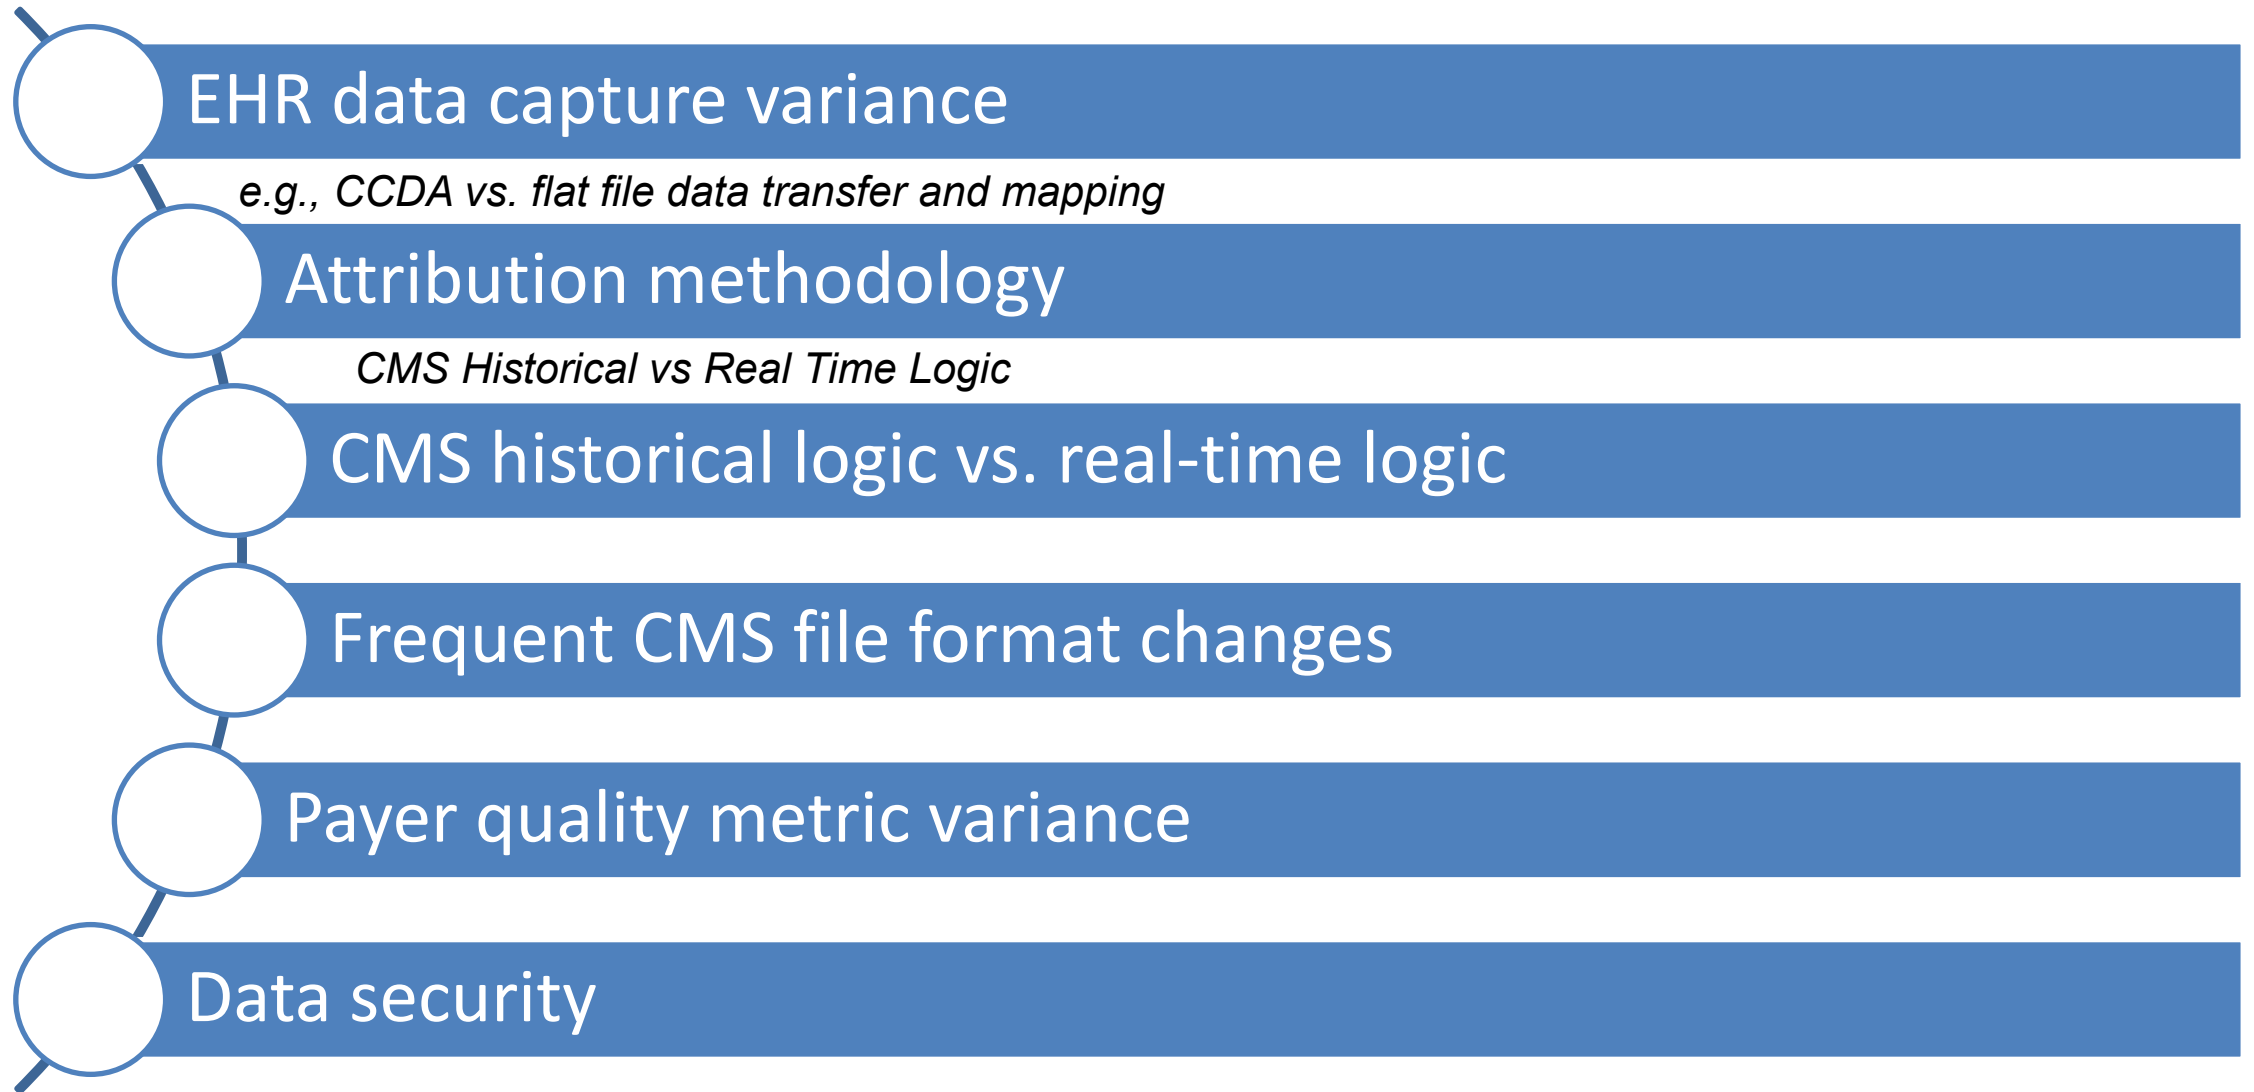 EHR data capture variance
e.g., CCDA vs. flat file data transfer and mapping
Attribution methodology
CMS Historical vs Real Time Logic
CMS historical logic vs. real-time logic
Frequent CMS file format changes
Payer quality metric variance
Data security